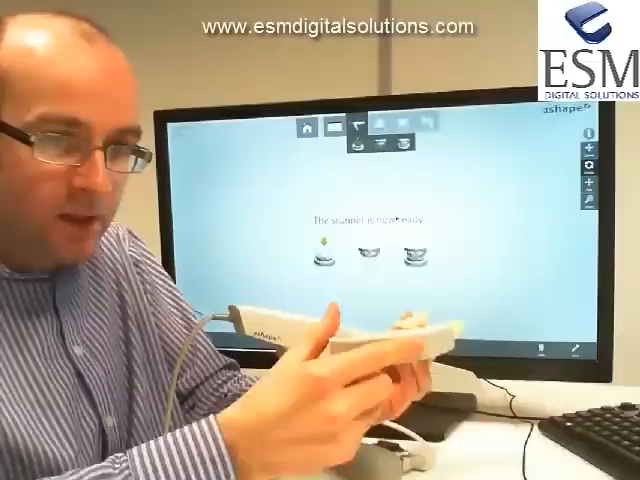 www.esmdigitalsolutions.com
ESM
DIGITAL SOLUTIONS
3shape
The scanner is now ready
3shape